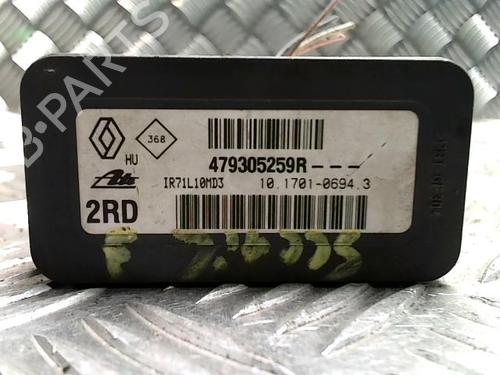 B-PARTS
368
HU
479305259R---
Ate
IR71L10MD3
10.1701-0694.3
2RD